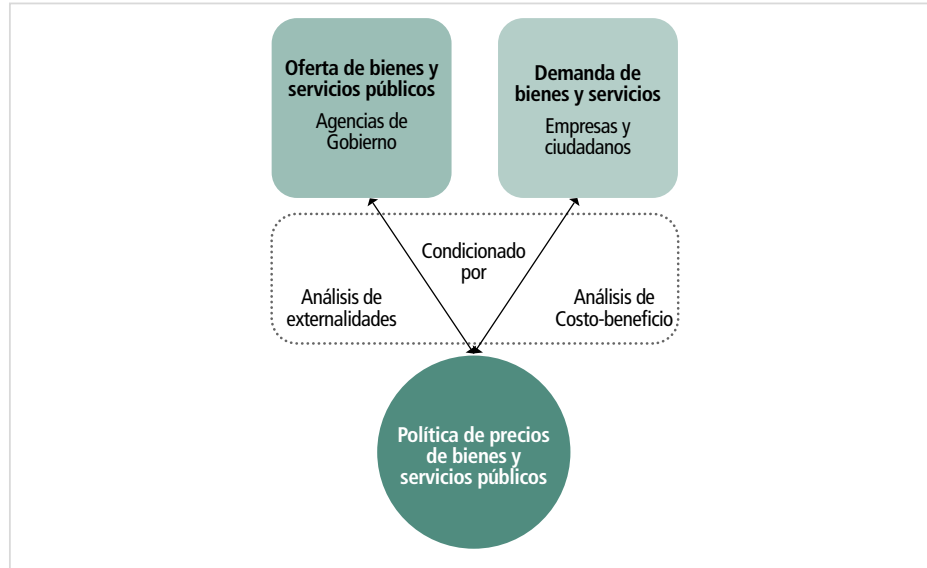 Oferta de bienes y
servicios públicos
Agencias de
Gobierno
Demanda de
bienes y servicios
Empresas y
ciudadanos
Condicionado
por
Análisis de
externalidades
Análisis de
Costo-beneficio
Política de precios
de bienes y
servicios públicos